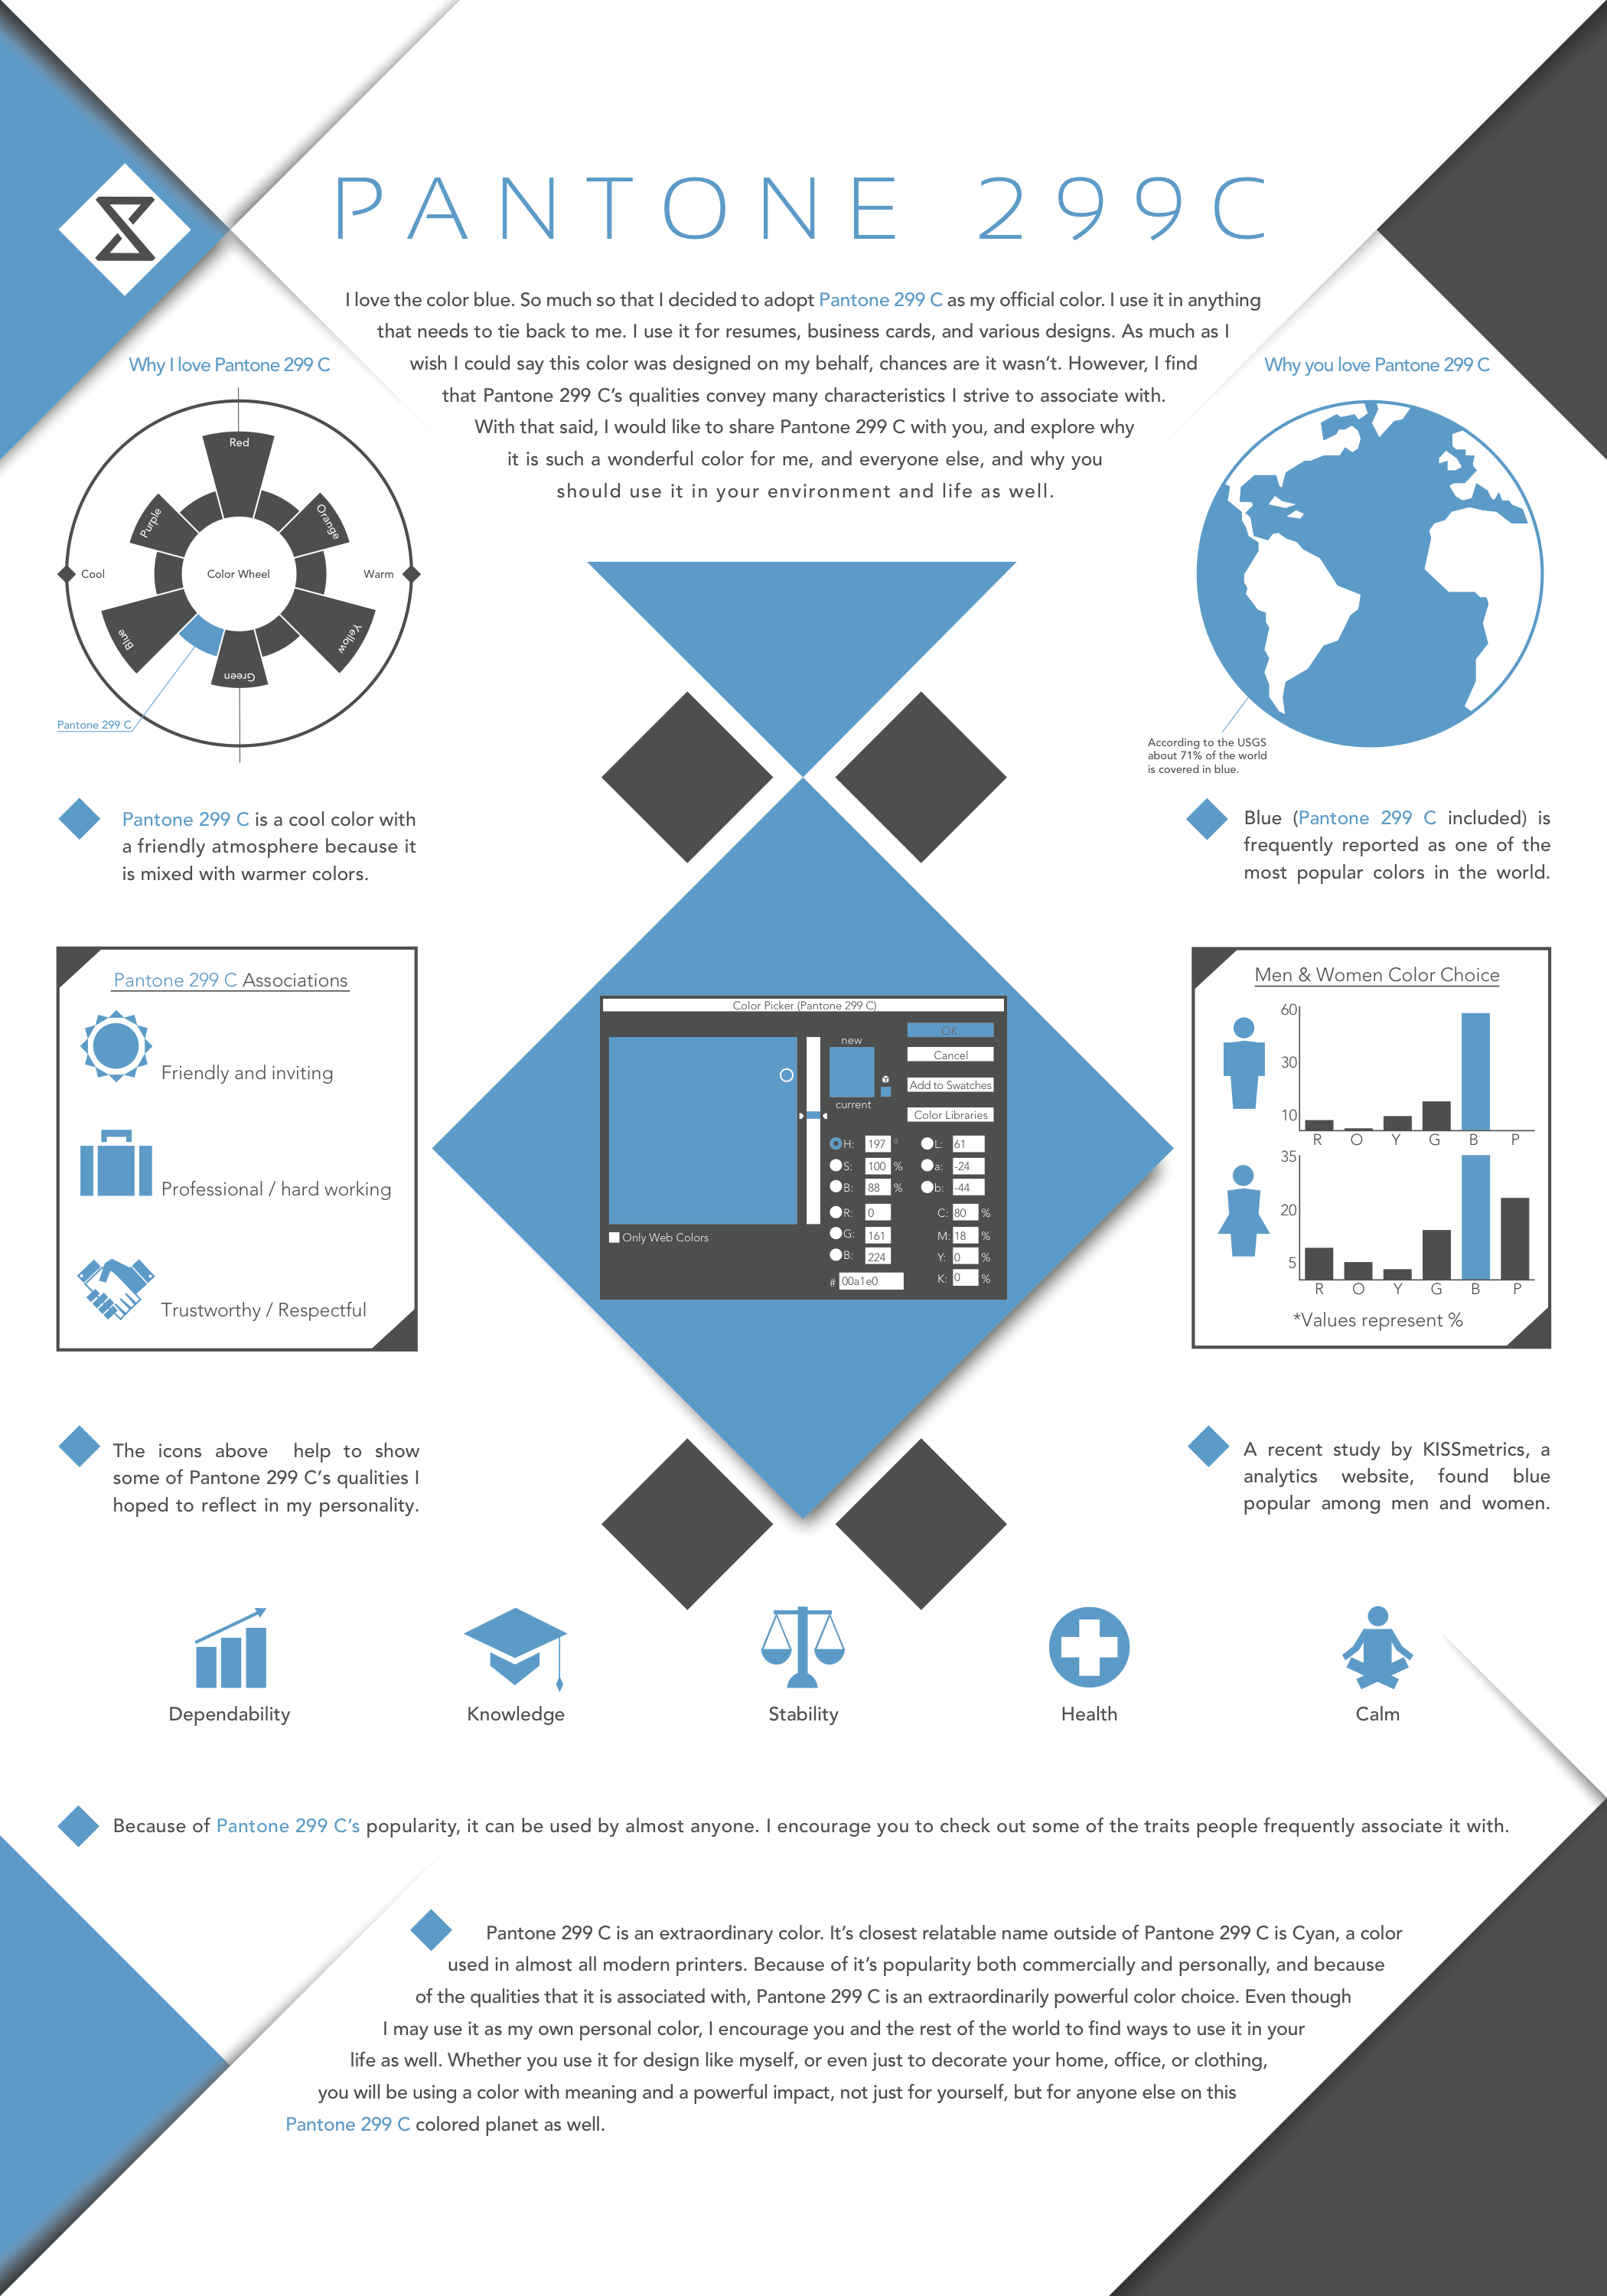 PANTONE 299C
I love the color blue. So much so that I decided to adopt Pantone 299 C as my official color. I use it in anything
that needs to tie back to me. I use it for resumes, business cards, and various designs. As much as I
wish I could say this color was designed on my behalf, chances are it wasn't. However, I find
that Pantone 299 C's qualities convey many characteristics I strive to associate with.
With that said, I would like to share Pantone 299 C with you, and explore why
it is such a wonderful color for me, and everyone else, and why you
should use it in your environment and life as well.
Why I love Pantone 299 C
Red
Purple
Orange
Cool
Color Wheel
Warm
Blue
Yellow
Green
Pantone 299 C
Pantone 299 C is a cool color with
a friendly atmosphere because it
is mixed with warmer colors.
Why you love Pantone 299 C
According to the USGS
about 71% of the world
is covered in blue.
Blue (Pantone 299 C included) is
frequently reported as one of the
most popular colors in the world.
Pantone 299 C Associations
Friendly and inviting
Professional / hard working
Trustworthy / Respectful
Color Picker (Pantone 299 C)
new
current
OK
Cancel
Add to Swatches
Color Libraries
H: 197 ° L: 61
S: 100 % a: -24
B: 88 % b: -44
R: 0 C: 80 %
G: 161 M: 18 %
B: 224 Y: 0 %
# 00a1e0 K: 0 %
Only Web Colors
Men & Women Color Choice
60
30
10
R O Y G B P
35
20
5
R O Y G B P
*Values represent %
The icons above help to show
some of Pantone 299 C's qualities I
hoped to reflect in my personality.
A recent study by KISSmetrics, a
analytics website, found blue
popular among men and women.
Dependability
Knowledge
Stability
Health
Calm
Because of Pantone 299 C's popularity, it can be used by almost anyone. I encourage you to check out some of the traits people frequently associate it with.
Pantone 299 C is an extraordinary color. It's closest relatable name outside of Pantone 299 C is Cyan, a color
used in almost all modern printers. Because of it's popularity both commercially and personally, and because
of the qualities that it is associated with, Pantone 299 C is an extraordinarily powerful color choice. Even though
I may use it as my own personal color, I encourage you and the rest of the world to find ways to use it in your
life as well. Whether you use it for design like myself, or even just to decorate your home, office, or clothing,
you will be using a color with meaning and a powerful impact, not just for yourself, but for anyone else on this
Pantone 299 C colored planet as well.